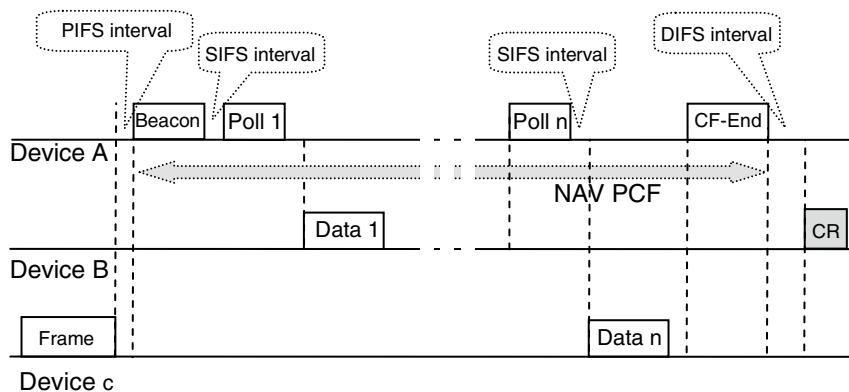 PIFS interval
SIFS interval
SIFS interval
DIFS interval
Beacon
Poll 1
Poll n
CF-End
Device A
NAV PCF
Data 1
CR
Device B
Frame
Data n
Device c